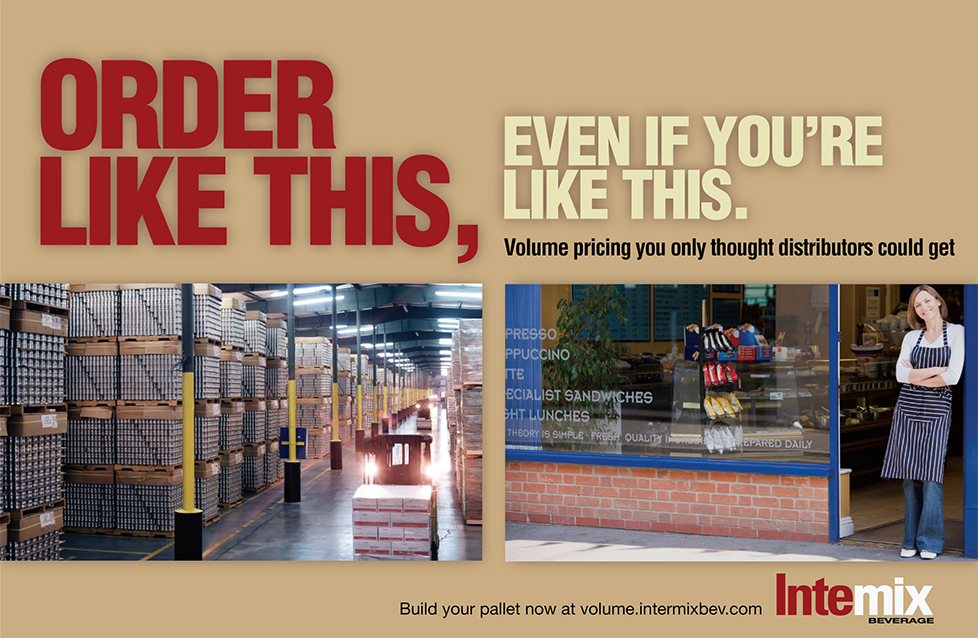 ORDER
LIKE THIS,
EVEN IF YOU'RE
LIKE THIS.
Volume pricing you only thought distributors could get
PRESSO
PPUCCINO
TTE
ECIALIST SANDWICHES
GHT LUNCHES
THEORY IS SIMPLE · FRESH, QUALITY
EPARED DAILY
Build your pallet now at volume.intermixbev.com
Intemix
BEVERAGE